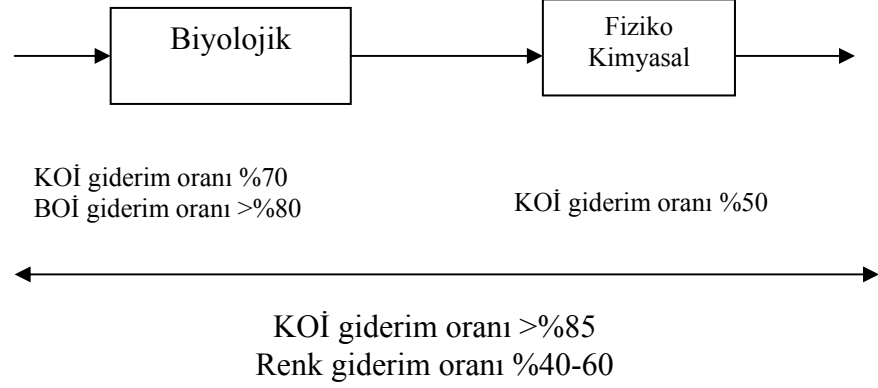 Biyolojik
Fiziko
Kimyasal
KOİ giderim oranı %70
BOİ giderim oranı >%80
KOİ giderim oranı %50
KOİ giderim oranı >%85
Renk giderim oranı %40-60